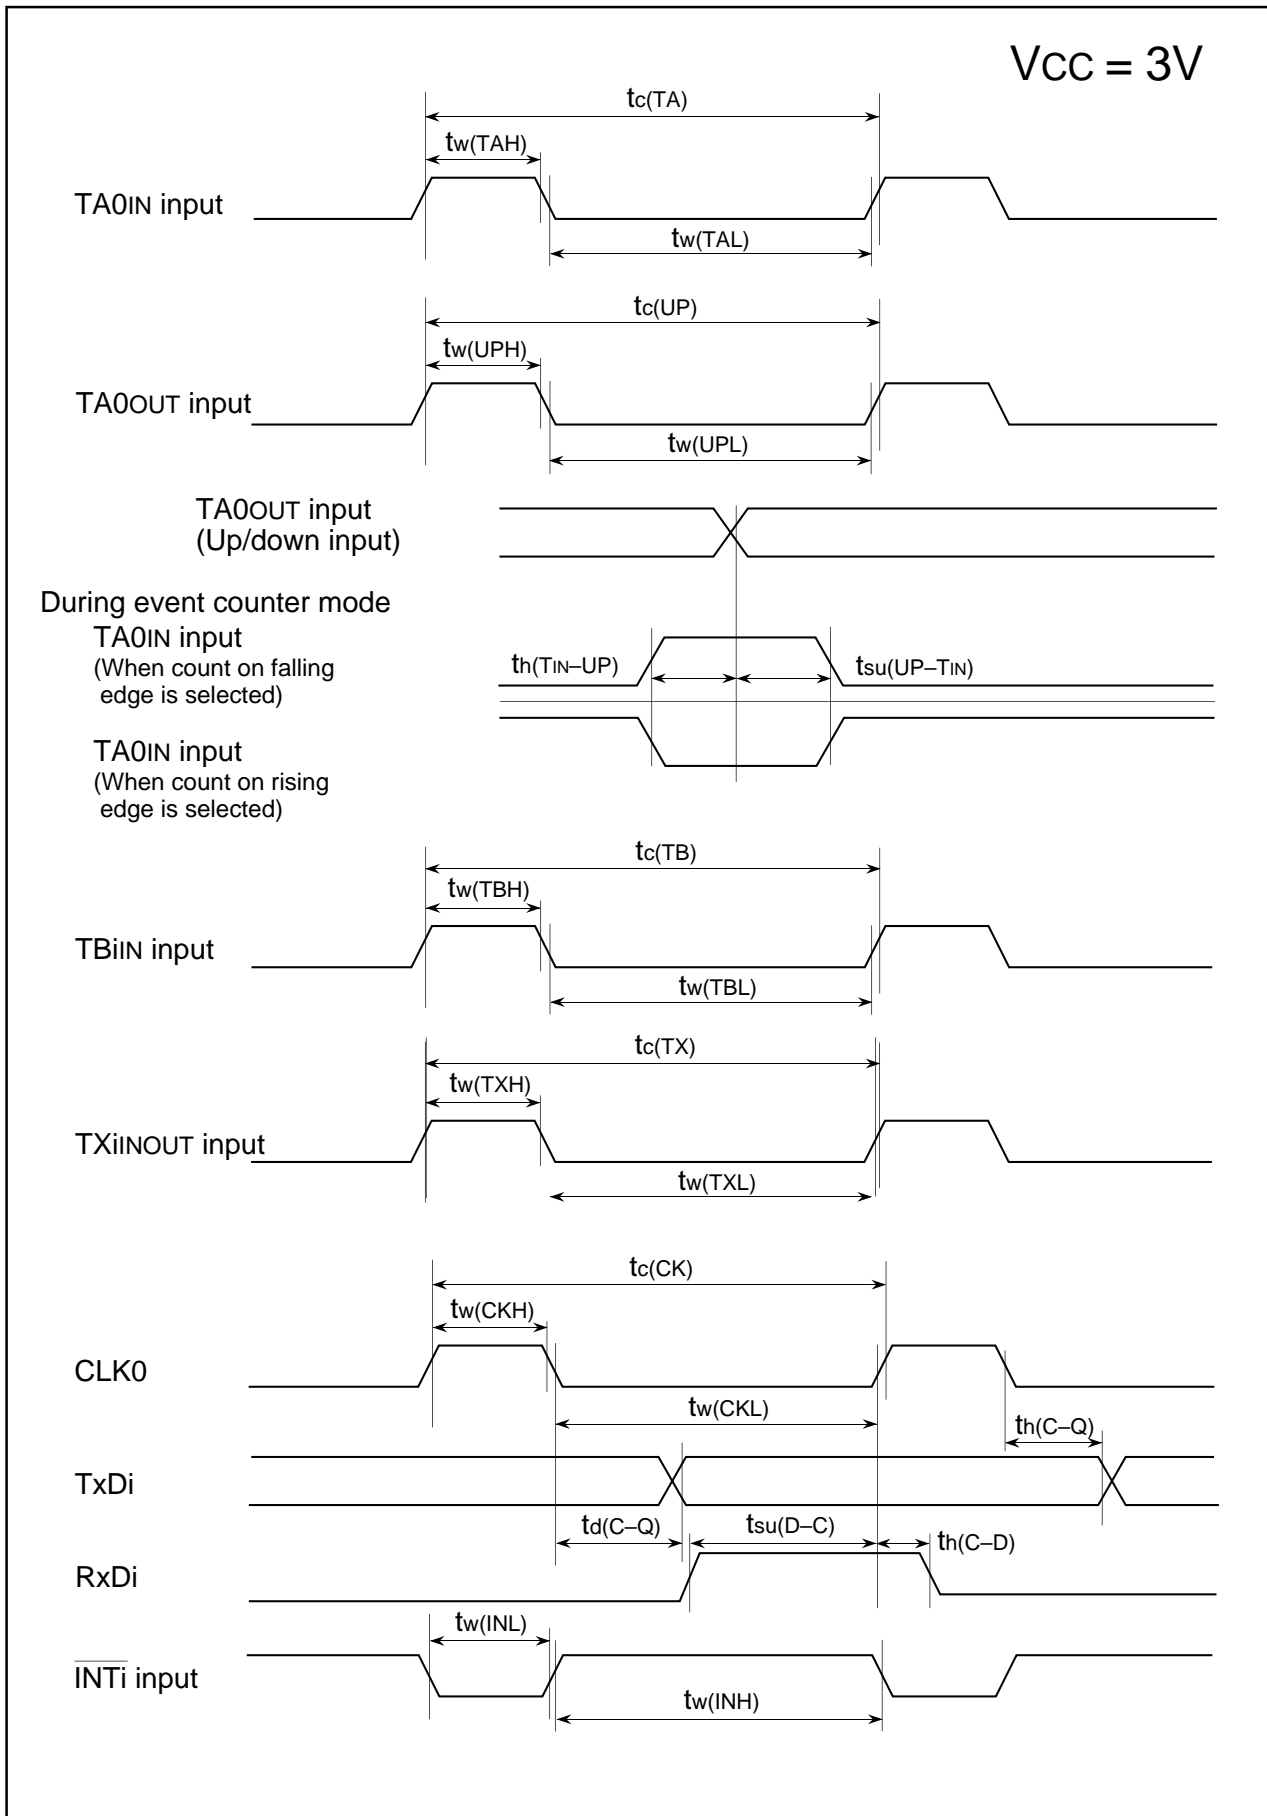 VCC = 3V
tc(TA)
tw(TAH)
TA0IN input
tw(TAL)
tc(UP)
tw(UPH)
TA0OUT input
tw(UPL)
TA0OUT input
(Up/down input)
During event counter mode
TA0IN input
(When count on falling
edge is selected)
th(TIN–UP)
tsu(UP–TIN)
TA0IN input
(When count on rising
edge is selected)
tc(TB)
tw(TBH)
TBiIN input
tw(TBL)
tc(TX)
tw(TXH)
TXiINOUT input
tw(TXL)
tc(CK)
tw(CKH)
CLK0
tw(CKL)
th(C–Q)
TxDi
td(C–Q)
tsu(D–C)
th(C–D)
RxDi
tw(INL)
INTi input
tw(INH)